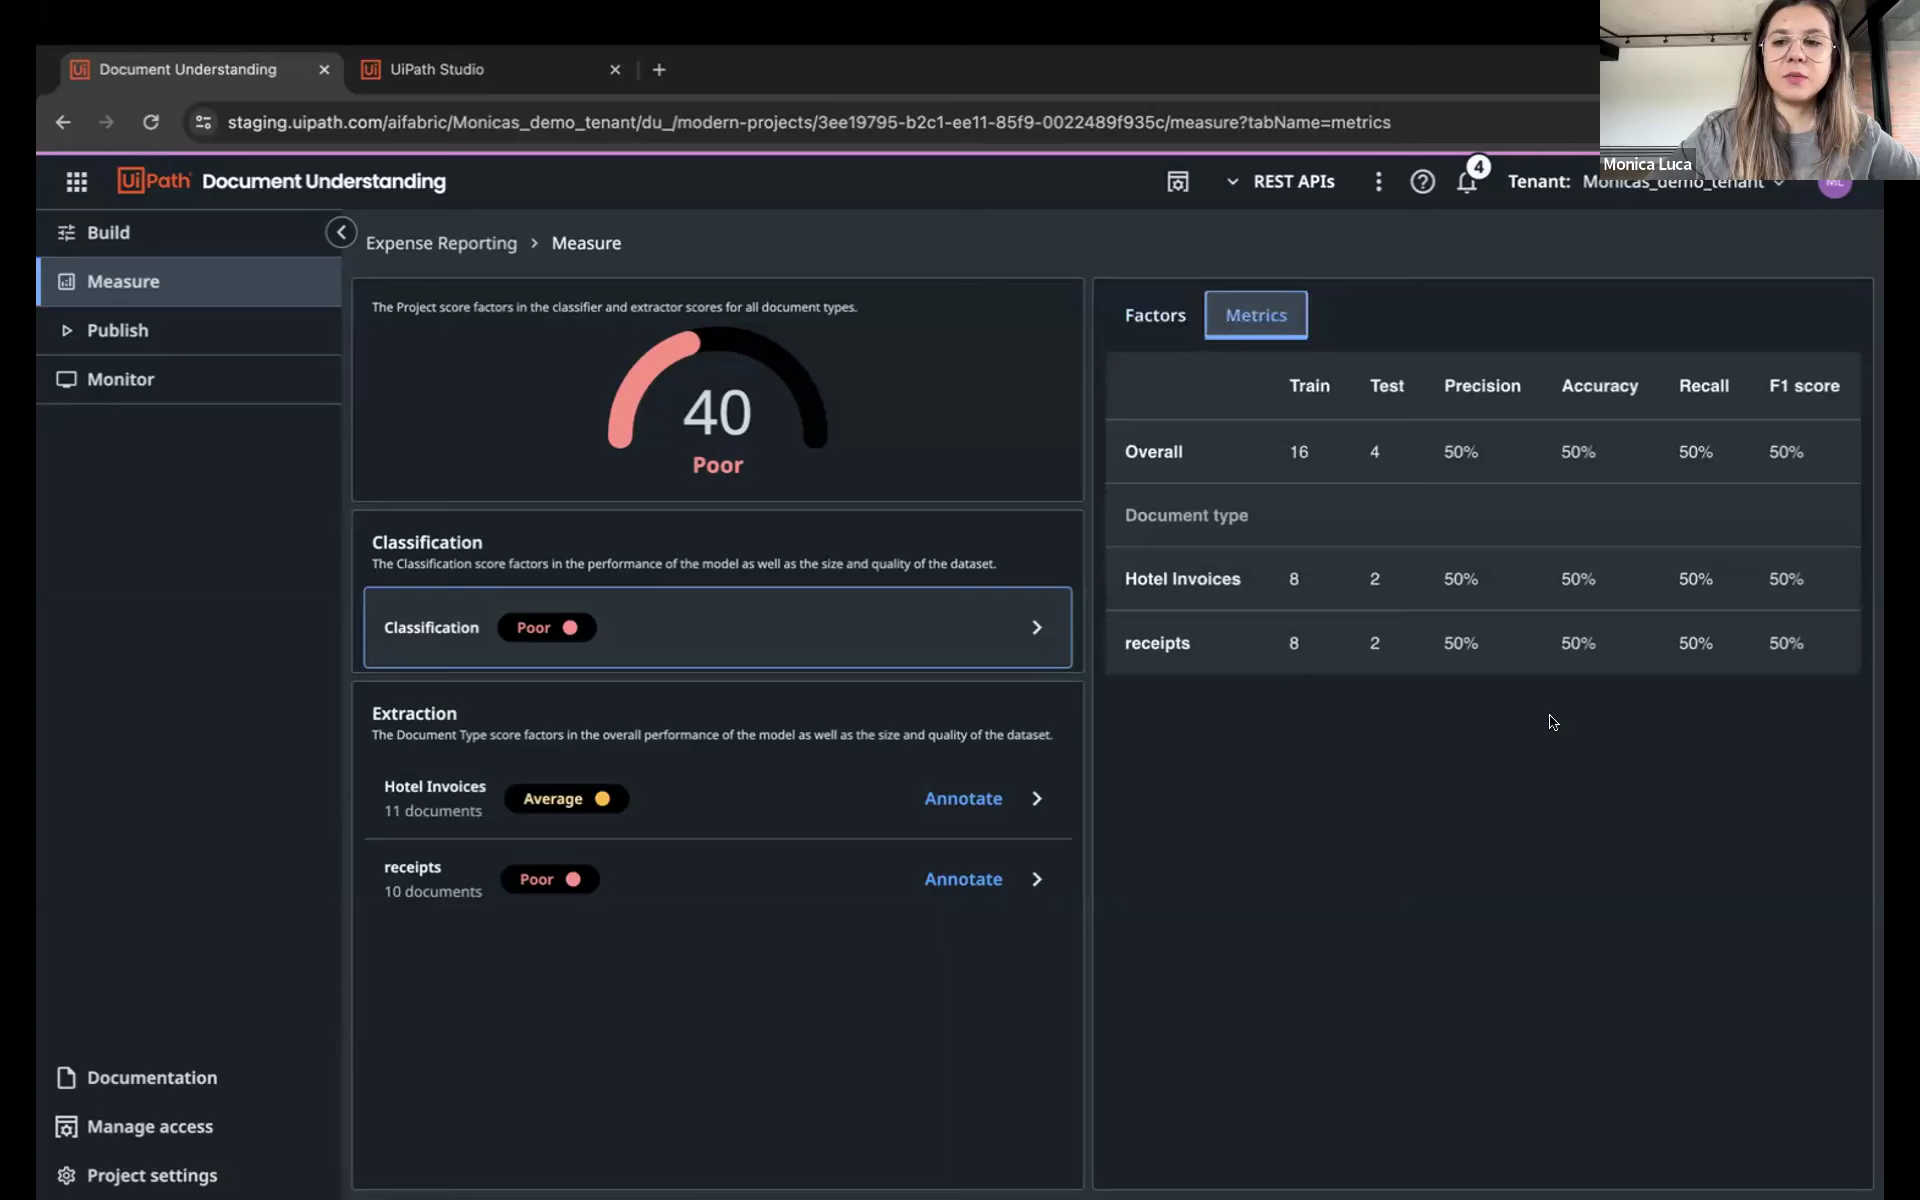 Document Understanding
UiPath Studio
staging.uipath.com/aifabric/Monicas_demo_tenant/du_/modern-projects/3ee19795-b2c1-ee11-85f9-0022489f935c/measure?tabName=metrics
Monica Luca
UiPath Document Understanding
REST APIs
4
Tenant: Monicas_demo_tenant
ML
Build
Measure
Publish
Monitor
Expense Reporting > Measure
The Project score factors in the classifier and extractor scores for all document types.
40
Poor
Classification
The Classification score factors in the performance of the model as well as the size and quality of the dataset.
Classification Poor
Extraction
The Document Type score factors in the overall performance of the model as well as the size and quality of the dataset.
Hotel Invoices
11 documents
Average
Annotate
receipts
10 documents
Poor
Annotate
Factors Metrics
Train Test Precision Accuracy Recall F1 score
Overall 16 4 50% 50% 50% 50%
Document type
Hotel Invoices 8 2 50% 50% 50% 50%
receipts 8 2 50% 50% 50% 50%
Documentation
Manage access
Project settings